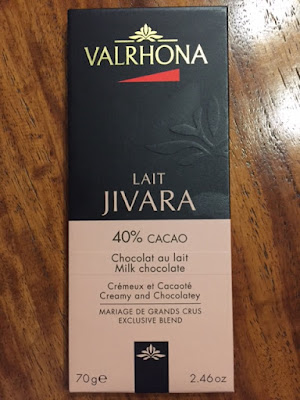 VALRHONA
LAIT
JIVARA
40% CACAO
Chocolat au lait
Milk chocolate
Crémeux et Cacaoté
Creamy and Chocolatey
MARIAGE DE GRANDS CRUS
EXCLUSIVE BLEND
70g e 2.46oz